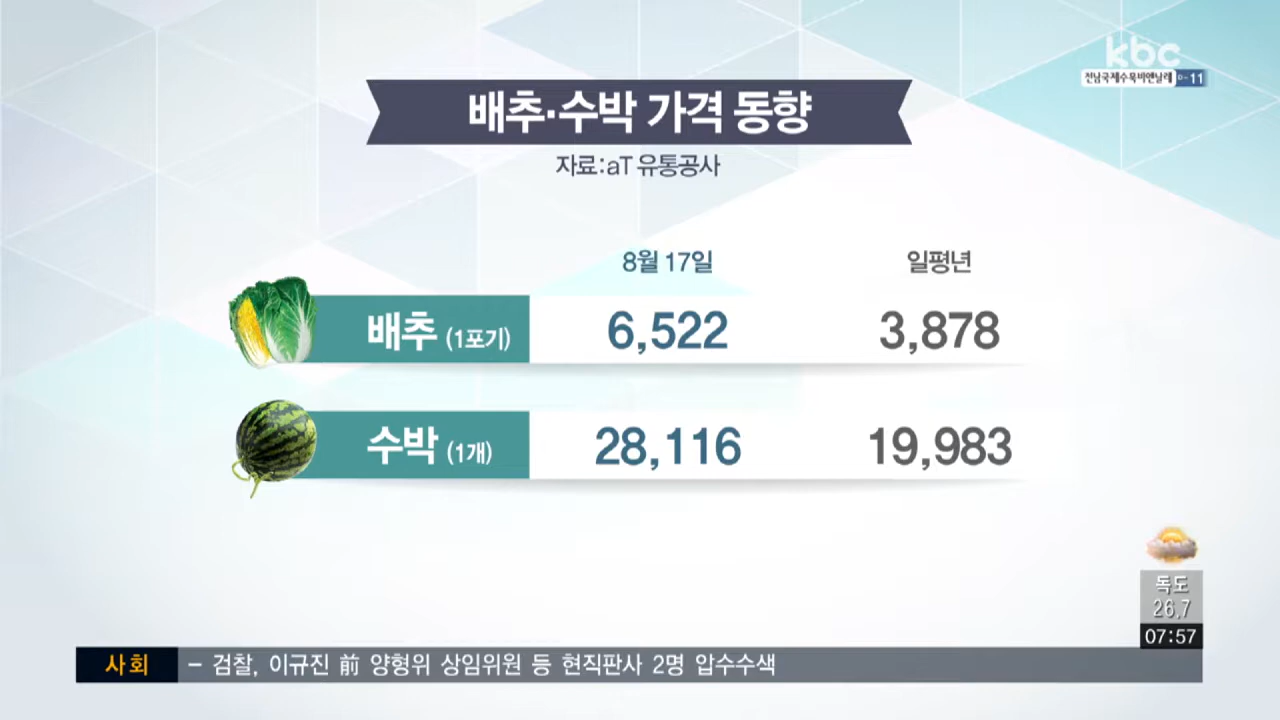 kbc
전남국제수묵비엔날레 D-11
배추·수박 가격 동향
자료:aT 유통공사
8월 17일 일평년
배추 (1포기) 6,522 3,878
수박 (1개) 28,116 19,983
독도
26.7
07:57
사회 - 검찰, 이규진 前 양형위 상임위원 등 현직판사 2명 압수수색